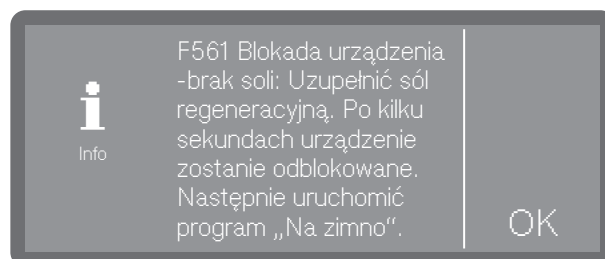 F561 Blokada urządzenia
-brak soli: Uzupełnić sól
regeneracyjną. Po kilku
sekundach urządzenie
zostanie odblokowane.
Następnie uruchomić
program „Na zimno“.
Info
OK